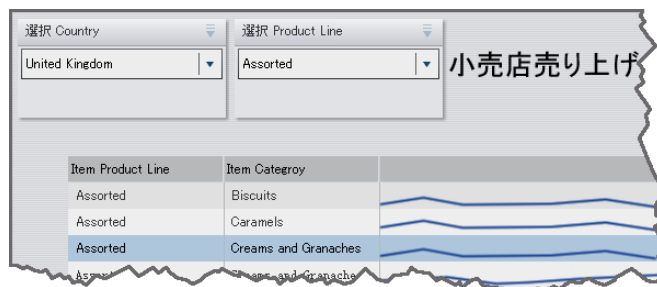 選択 Country
選択 Product Line
United Kingdom
Assorted
小売店売り上げ
Item Product Line
Item Categroy
Assorted
Biscuits
Assorted
Caramels
Assorted
Creams and Granaches